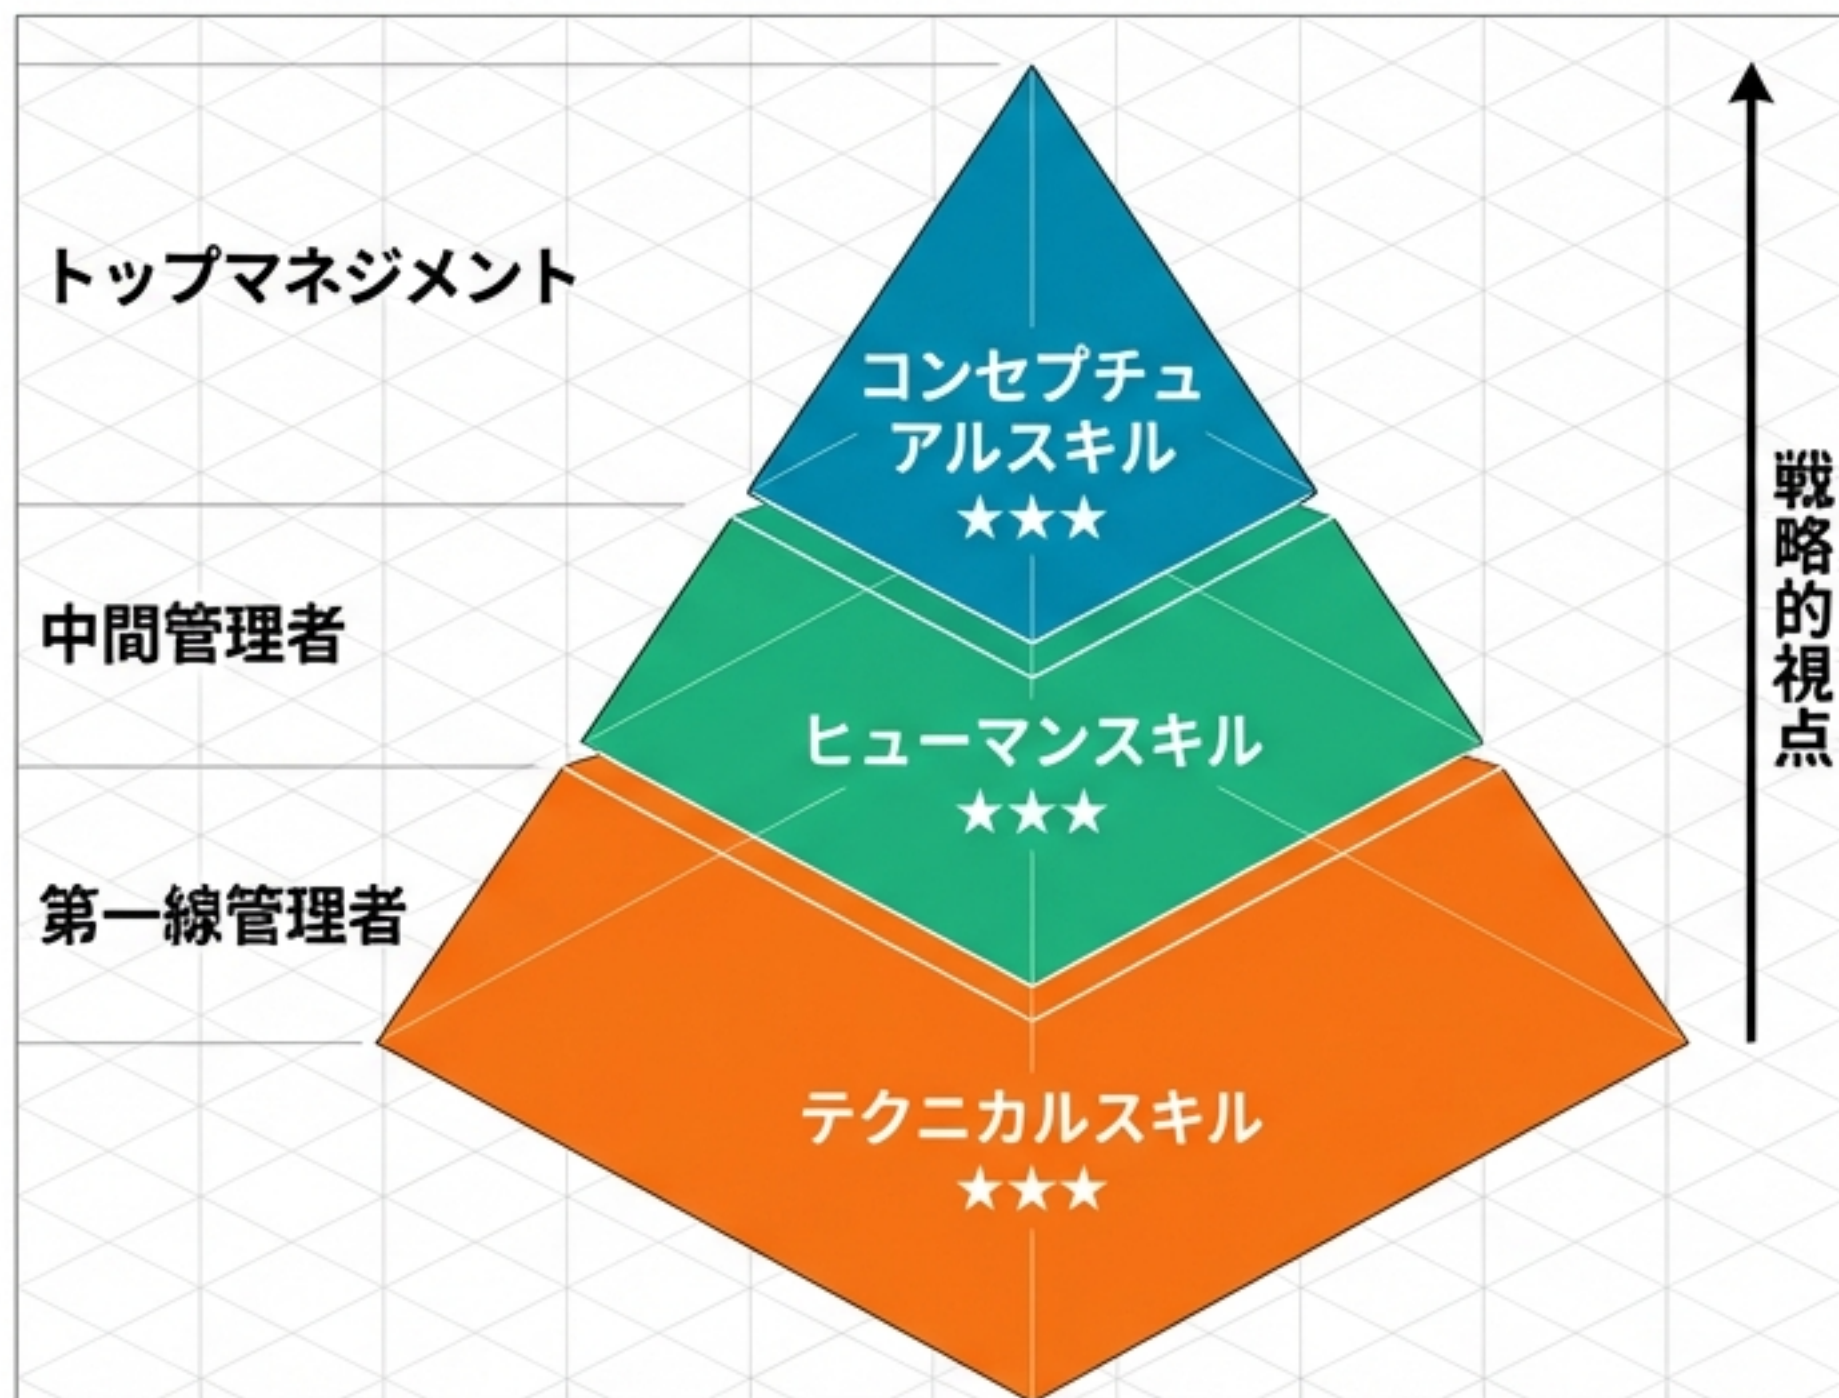 トップマネジメント
コンセプチュ
アルスキル
★★★
中間管理者
ヒューマンスキル
★★★
第一線管理者
テクニカルスキル
★★★
戦略的視点